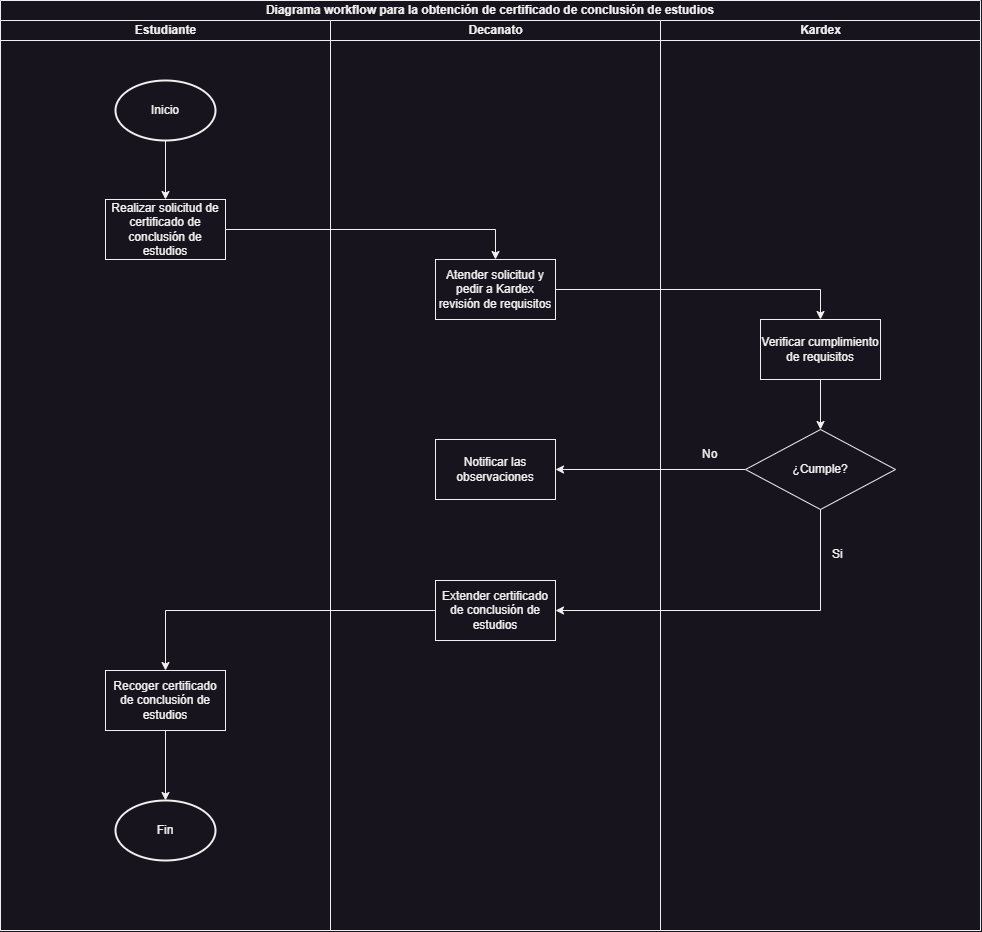 Diagrama workflow para la obtención de certificado de conclusión de estudios
Estudiante
Decanato
Kardex
Inicio
Realizar solicitud de
certificado de
conclusión de
estudios
Atender solicitud y
pedir a Kardex
revisión de requisitos
Verificar cumplimiento
de requisitos
¿Cumple?
No
Notificar las
observaciones
Si
Extender certificado
de conclusión de
estudios
Recoger certificado
de conclusión de
estudios
Fin